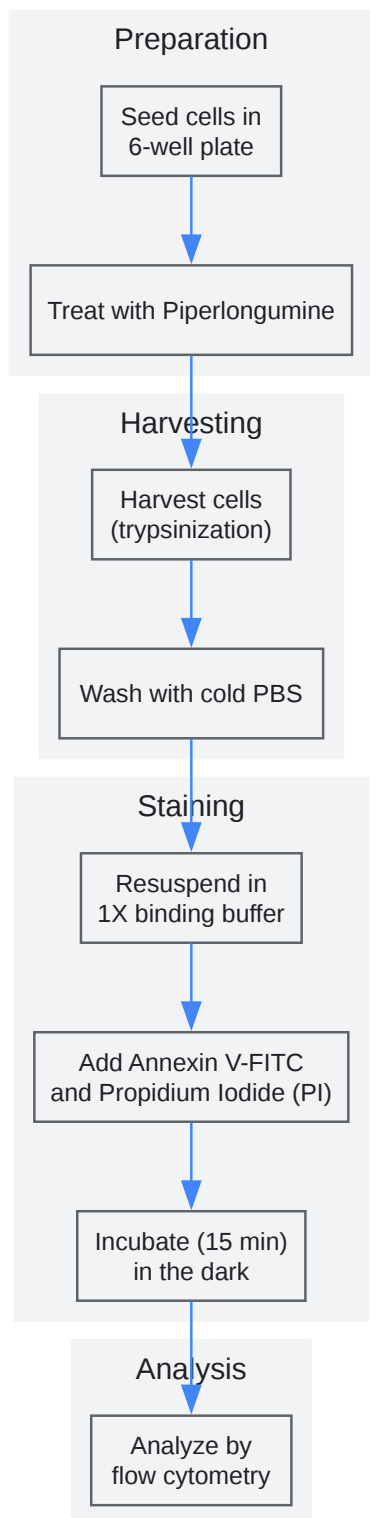 Preparation
Seed cells in
6-well plate
Treat with Piperlongumine
Harvesting
Harvest cells
(trypsinization)
Wash with cold PBS
Staining
Resuspend in
1X binding buffer
Add Annexin V-FITC
and Propidium Iodide (PI)
Incubate (15 min)
in the dark
Analysis
Analyze by
flow cytometry